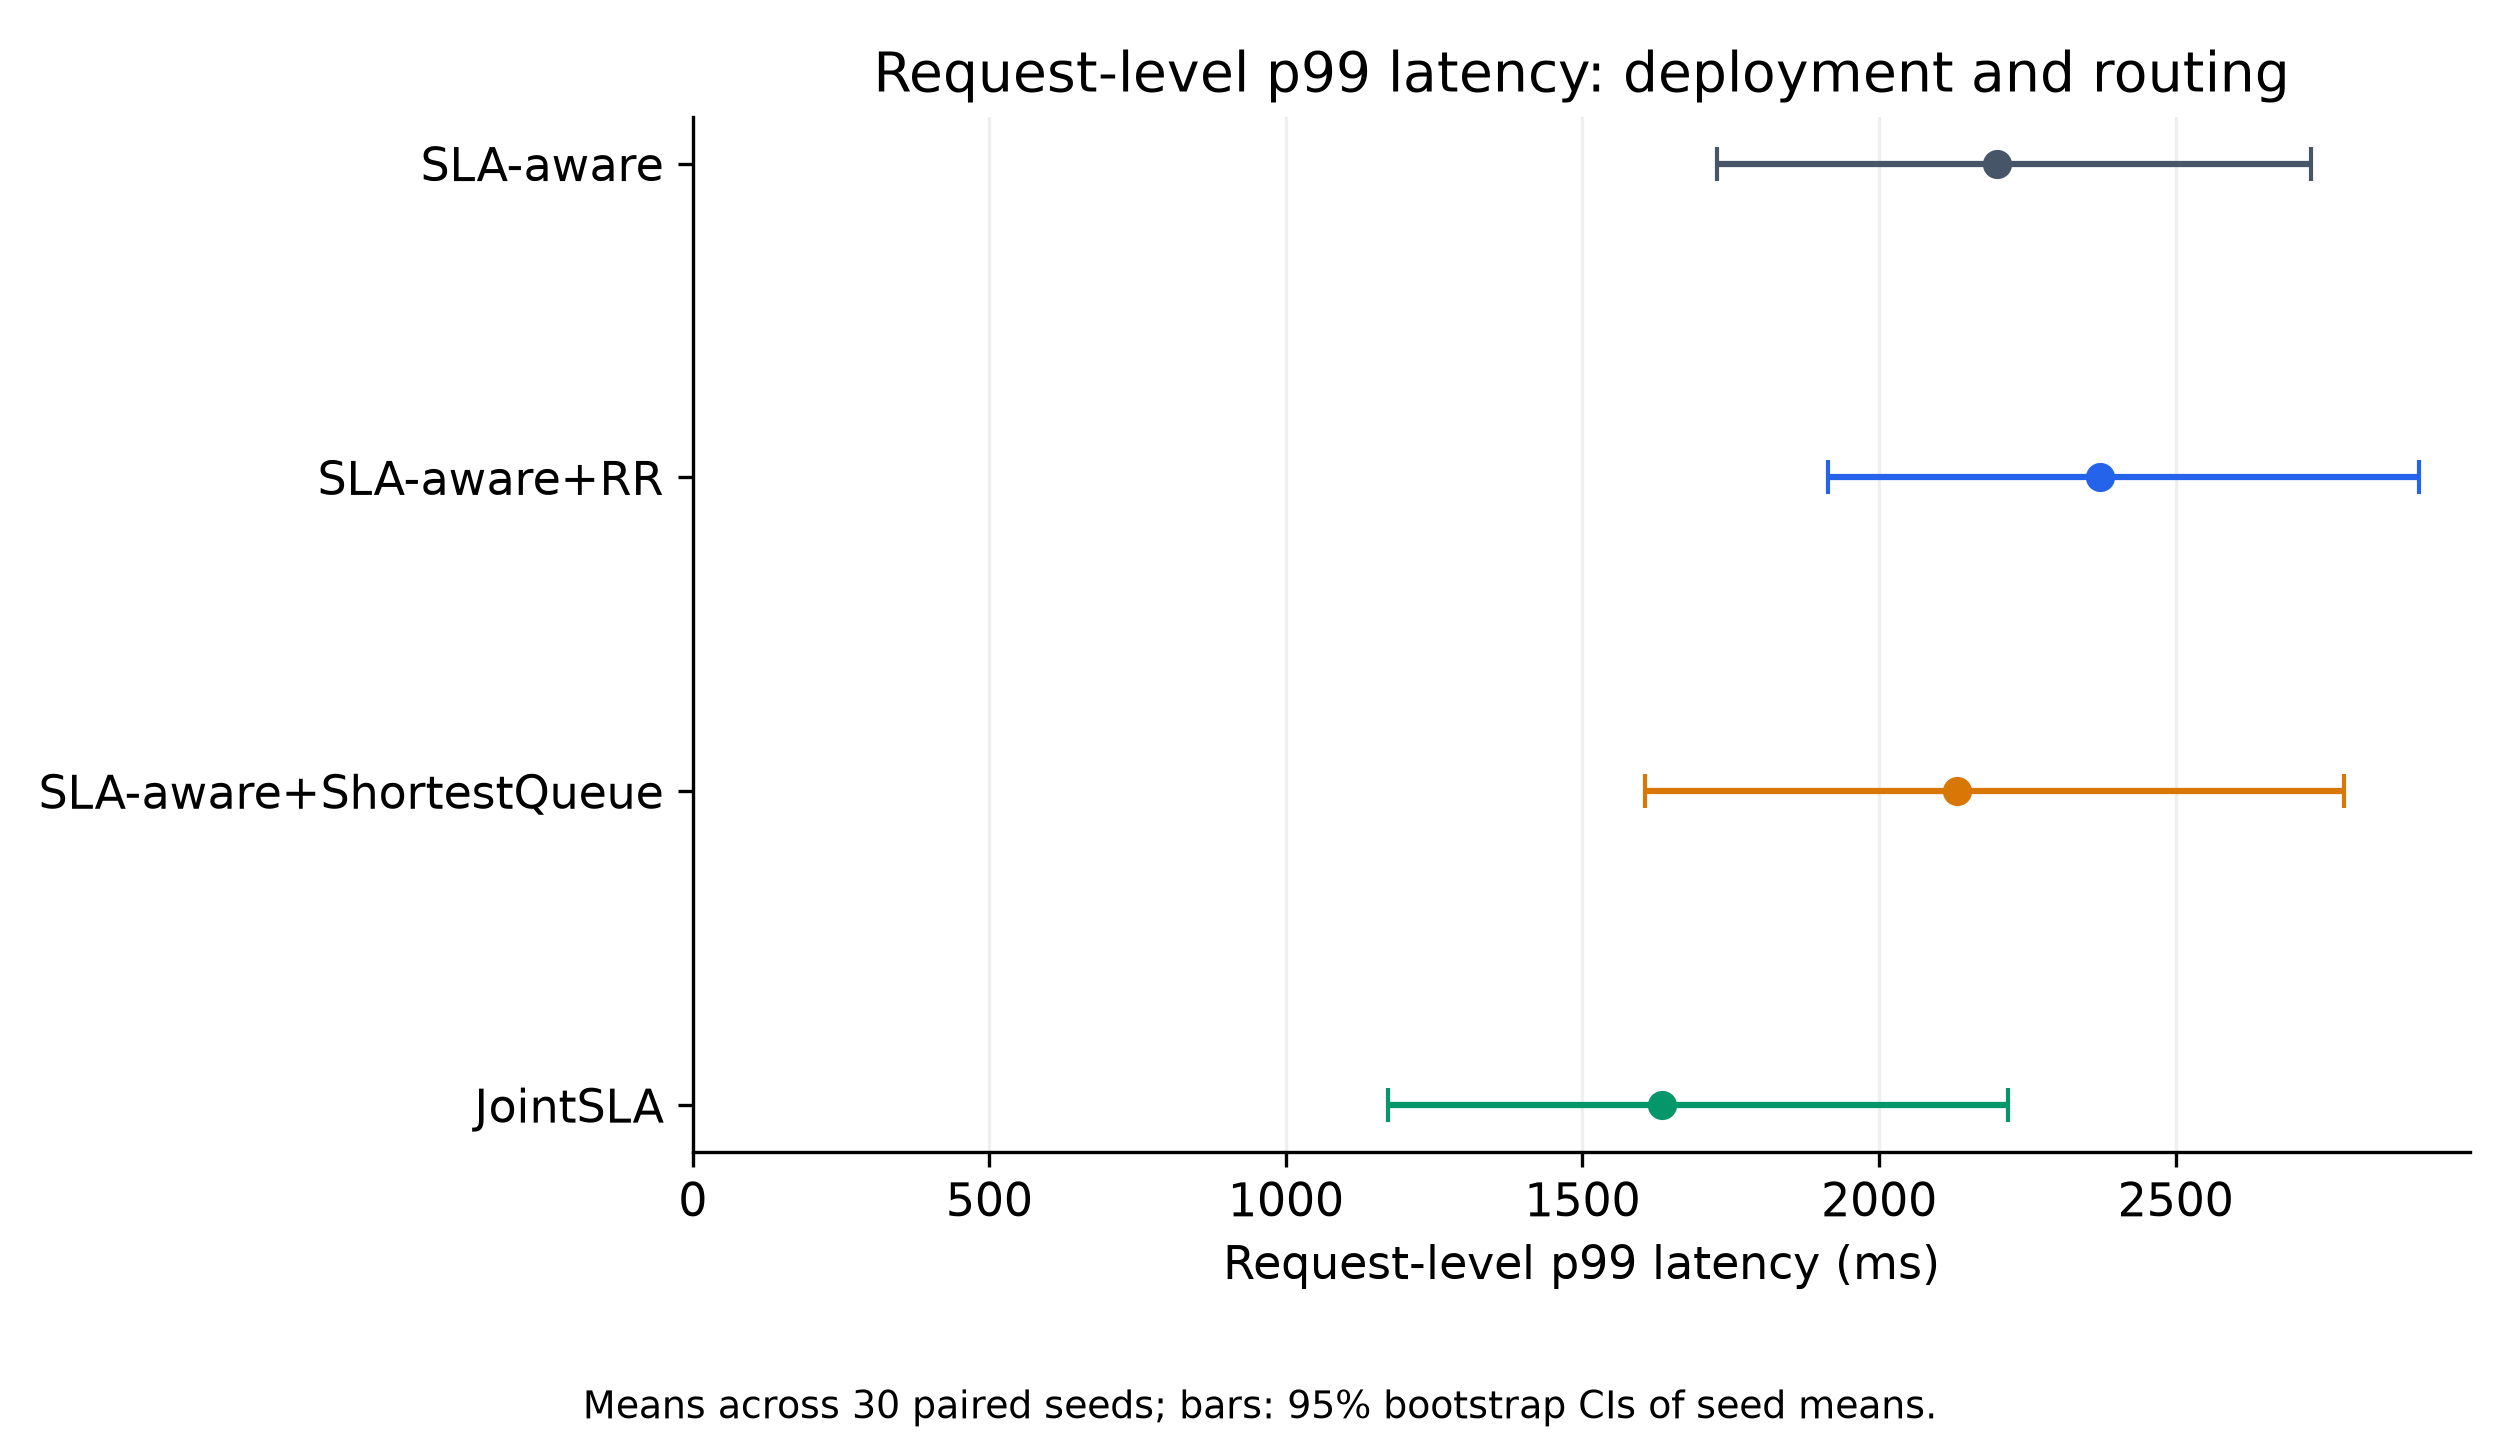 Request-level p99 latency: deployment and routing
SLA-aware
SLA-aware+RR
SLA-aware+ShortestQueue
JointSLA
0 500 1000 1500 2000 2500
Request-level p99 latency (ms)
Means across 30 paired seeds; bars: 95% bootstrap CIs of seed means.